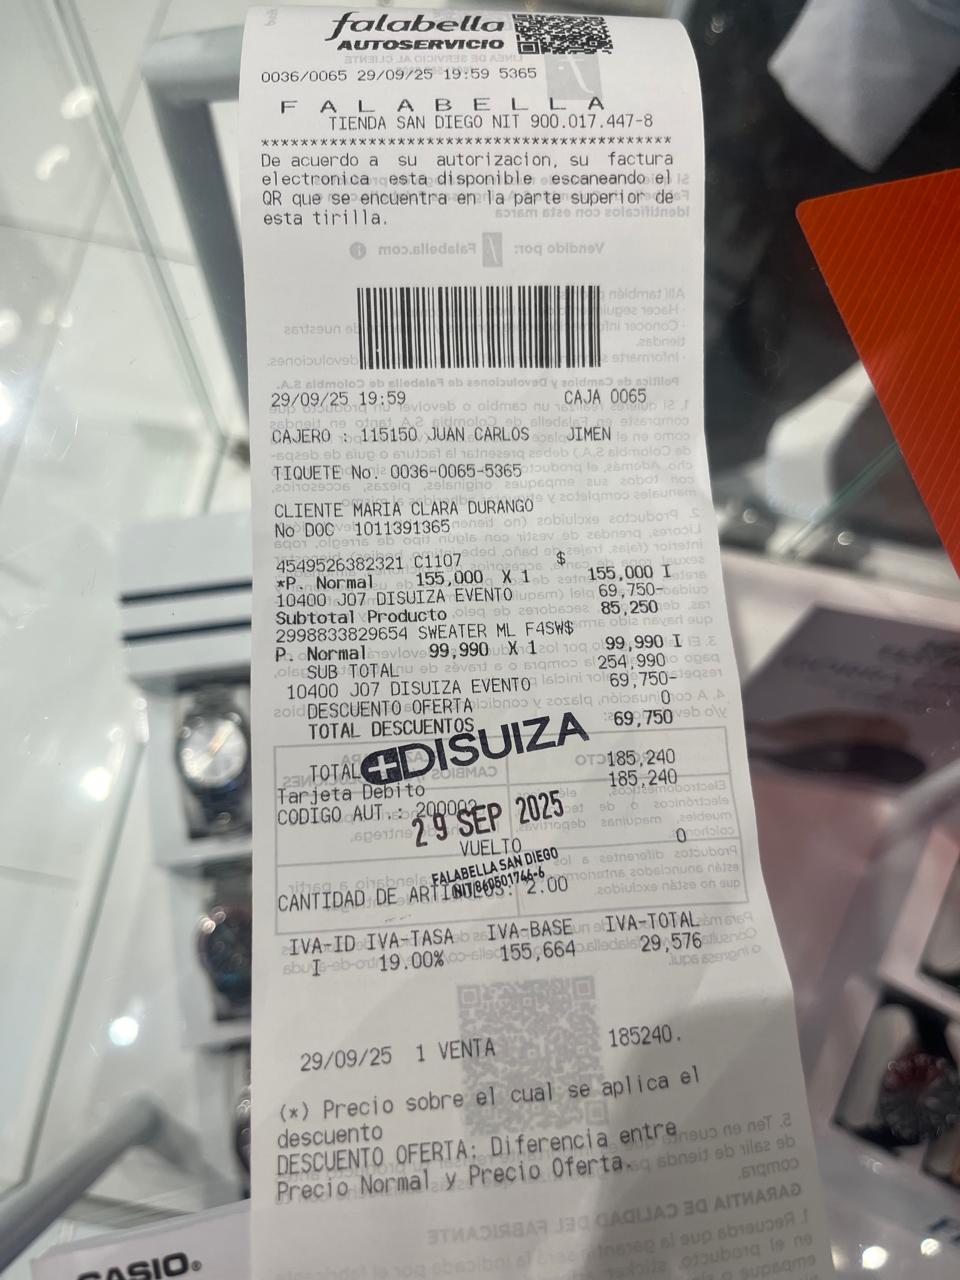 falabella
AUTOSERVICIO
0036/0065 29/09/25 19:59 5365
F A L A B E L L A
TIENDA SAN DIEGO NIT 900.017.447-8
****************************************
De acuerdo a su autorizacion, su factura
electronica esta disponible escaneando el
QR que se encuentra en la parte superior de
esta tirilla.
29/09/25 19:59 CAJA 0065
CAJERO : 115150 JUAN CARLOS JIMEN
TIQUETE No. 0036-0065-5365
CLIENTE MARIA CLARA DURANGO
No DOC 1011391365
4549526382321 C1107 $
*P. Normal 155,000 X 1 155,000 I
10400 J07 DISUIZA EVENTO 69,750-
Subtotal Producto 85,250
2998833829654 SWEATER ML F4SW$
P. Normal 99,990 X 1 99,990 I
SUB TOTAL 254,990
10400 J07 DISUIZA EVENTO 69,750-
DESCUENTO OFERTA 0
TOTAL DESCUENTOS 69,750
DISUIZA
TOTAL 185,240
Tarjeta Debito 185,240
CODIGO AUT.: 200002
29 SEP 2025
VUELTO 0
FALABELLA SAN DIEGO
NIT 860501746-6
CANTIDAD DE ARTICULOS: 2.00
IVA-ID IVA-TASA IVA-BASE IVA-TOTAL
I 19.00% 155,664 29,576
29/09/25 1 VENTA 185240.
(*) Precio sobre el cual se aplica el
descuento
DESCUENTO OFERTA: Diferencia entre
Precio Normal y Precio Oferta.
CASIO®